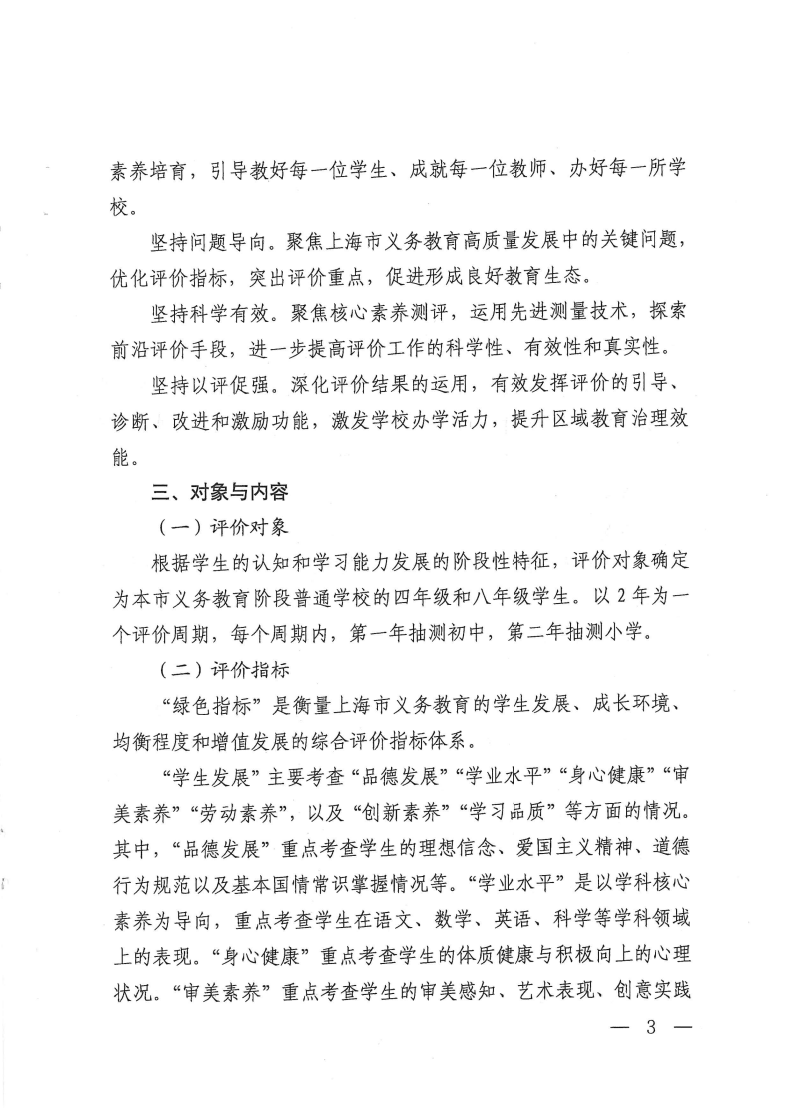 素养培育，引导教好每一位学生、成就每一位教师、办好每一所学
校。
坚持问题导向。聚焦上海市义务教育高质量发展中的关键问题，
优化评价指标，突出评价重点，促进形成良好教育生态。
坚持科学有效。聚焦核心素养测评，运用先进测量技术，探索
前沿评价手段，进一步提高评价工作的科学性、有效性和真实性。
坚持以评促强。深化评价结果的运用，有效发挥评价的引导、
诊断、改进和激励功能，激发学校办学活力，提升区域教育治理效
能。
三、对象与内容
（一）评价对象
根据学生的认知和学习能力发展的阶段性特征，评价对象确定
为本市义务教育阶段普通学校的四年级和八年级学生。以 2 年为一
个评价周期，每个周期内，第一年抽测初中，第二年抽测小学。
（二）评价指标
“绿色指标”是衡量上海市义务教育的学生发展、成长环境、
均衡程度和增值发展的综合评价指标体系。
“学生发展”主要考查“品德发展”“学业水平”“身心健康”“审
美素养”“劳动素养”，以及“创新素养”“学习品质”等方面的情况。
其中，“品德发展”重点考查学生的理想信念、爱国主义精神、道德
行为规范以及基本国情常识掌握情况等。“学业水平”是以学科核心
素养为导向，重点考查学生在语文、数学、英语、科学等学科领域
上的表现。“身心健康”重点考查学生的体质健康与积极向上的心理
状况。“审美素养”重点考查学生的审美感知、艺术表现、创意实践
— 3 —